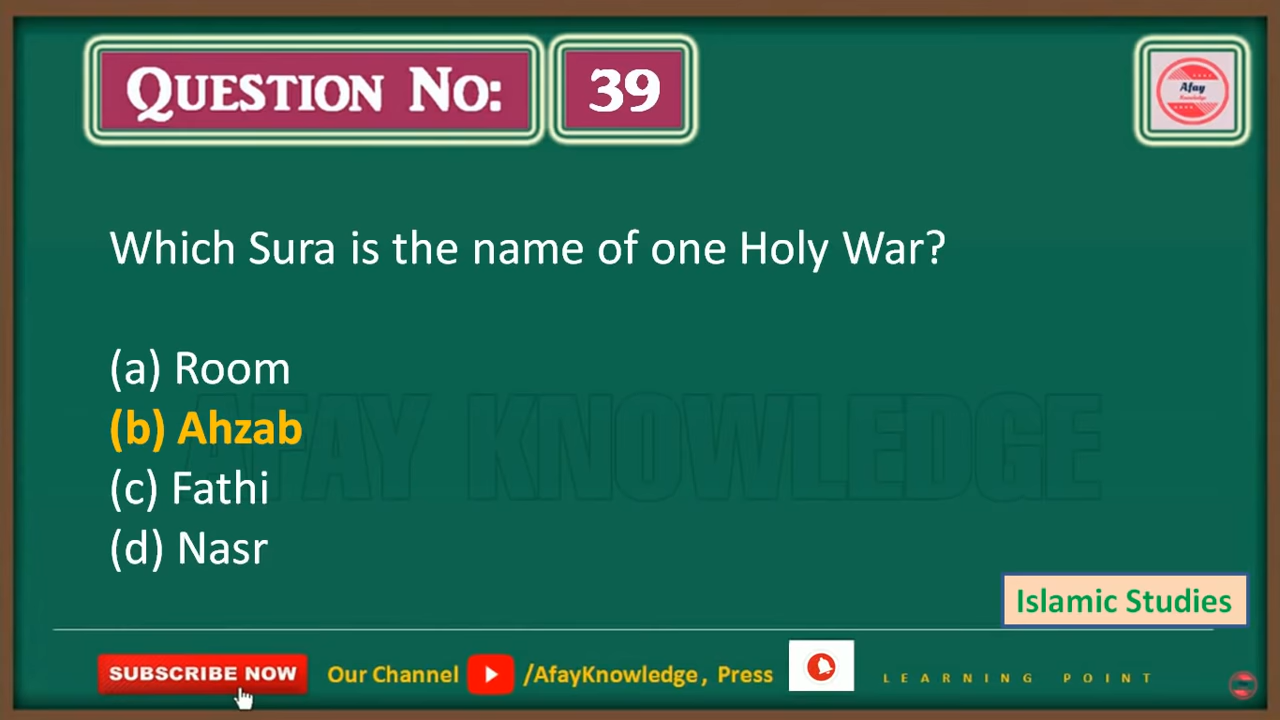 QUESTION NO: 39
Afay
Knowledge
Which Sura is the name of one Holy War?
(a) Room
(b) Ahzab
(c) Fathi
(d) Nasr
AFAY KNOWLEDGE
Islamic Studies
SUBSCRIBE NOW Our Channel /AfayKnowledge, Press LEARNING POINT